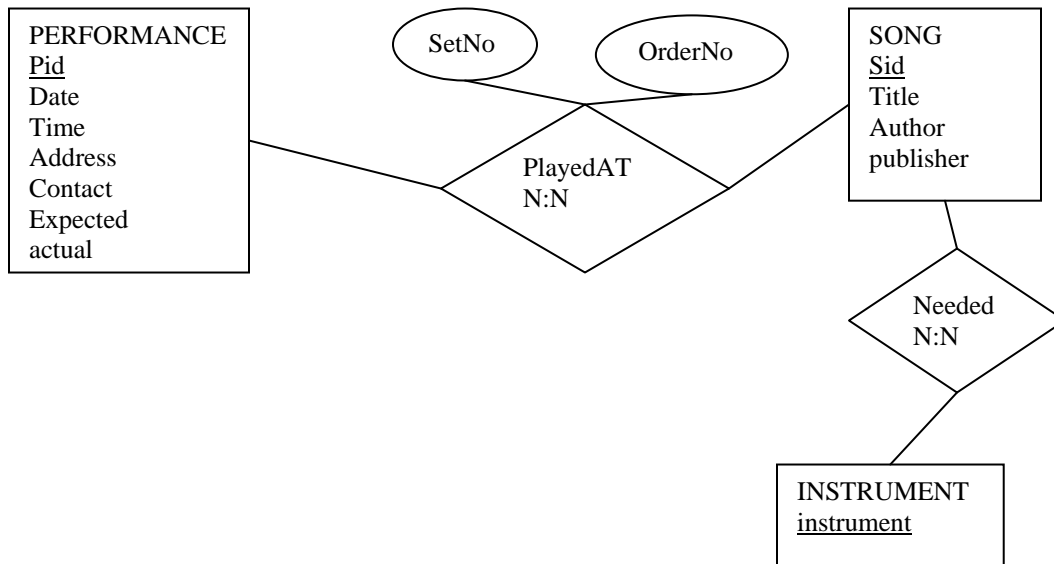 PERFORMANCE
Pid
Date
Time
Address
Contact
Expected
actual
SetNo
OrderNo
PlayedAT
N:N
SONG
Sid
Title
Author
publisher
Needed
N:N
INSTRUMENT
instrument